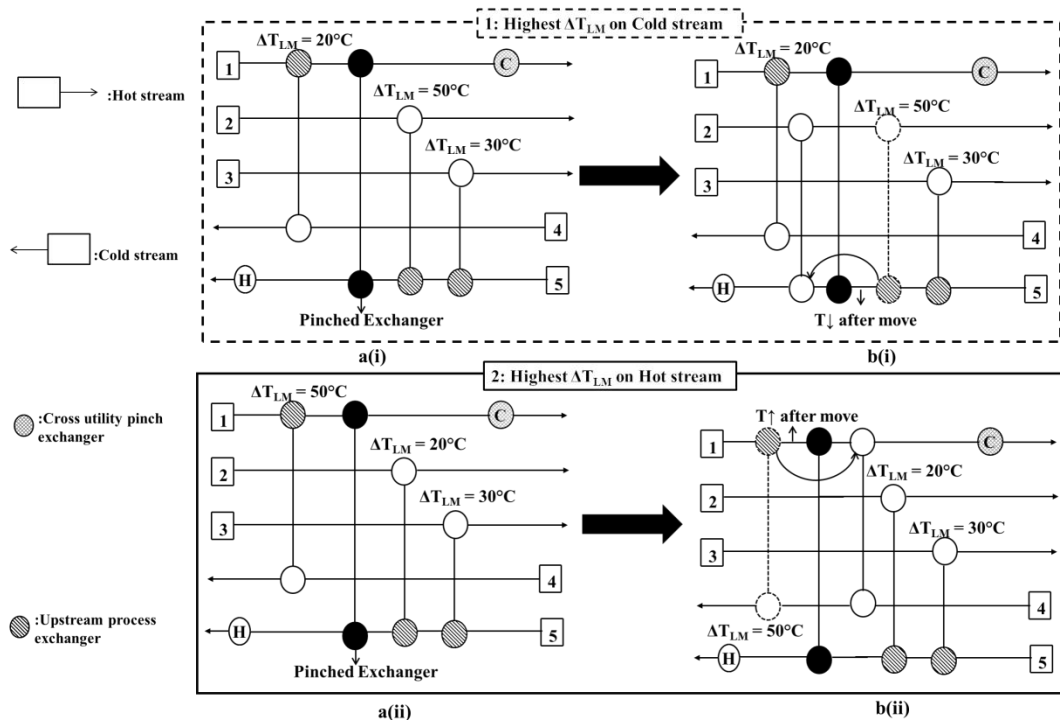 1: Highest ΔT_LM on Cold stream
:Hot stream
:Cold stream
:Cross utility pinch
exchanger
:Upstream process
exchanger
ΔT_LM = 20°C
1
C
ΔT_LM = 50°C
2
ΔT_LM = 30°C
3
4
H
5
Pinched Exchanger
a(i)
ΔT_LM = 20°C
1
C
ΔT_LM = 50°C
2
ΔT_LM = 30°C
3
4
H
5
T↓ after move
b(i)
2: Highest ΔT_LM on Hot stream
ΔT_LM = 50°C
1
C
ΔT_LM = 20°C
2
ΔT_LM = 30°C
3
4
H
5
Pinched Exchanger
a(ii)
T↑ after move
1
C
ΔT_LM = 20°C
2
ΔT_LM = 30°C
3
4
ΔT_LM = 50°C
H
5
b(ii)